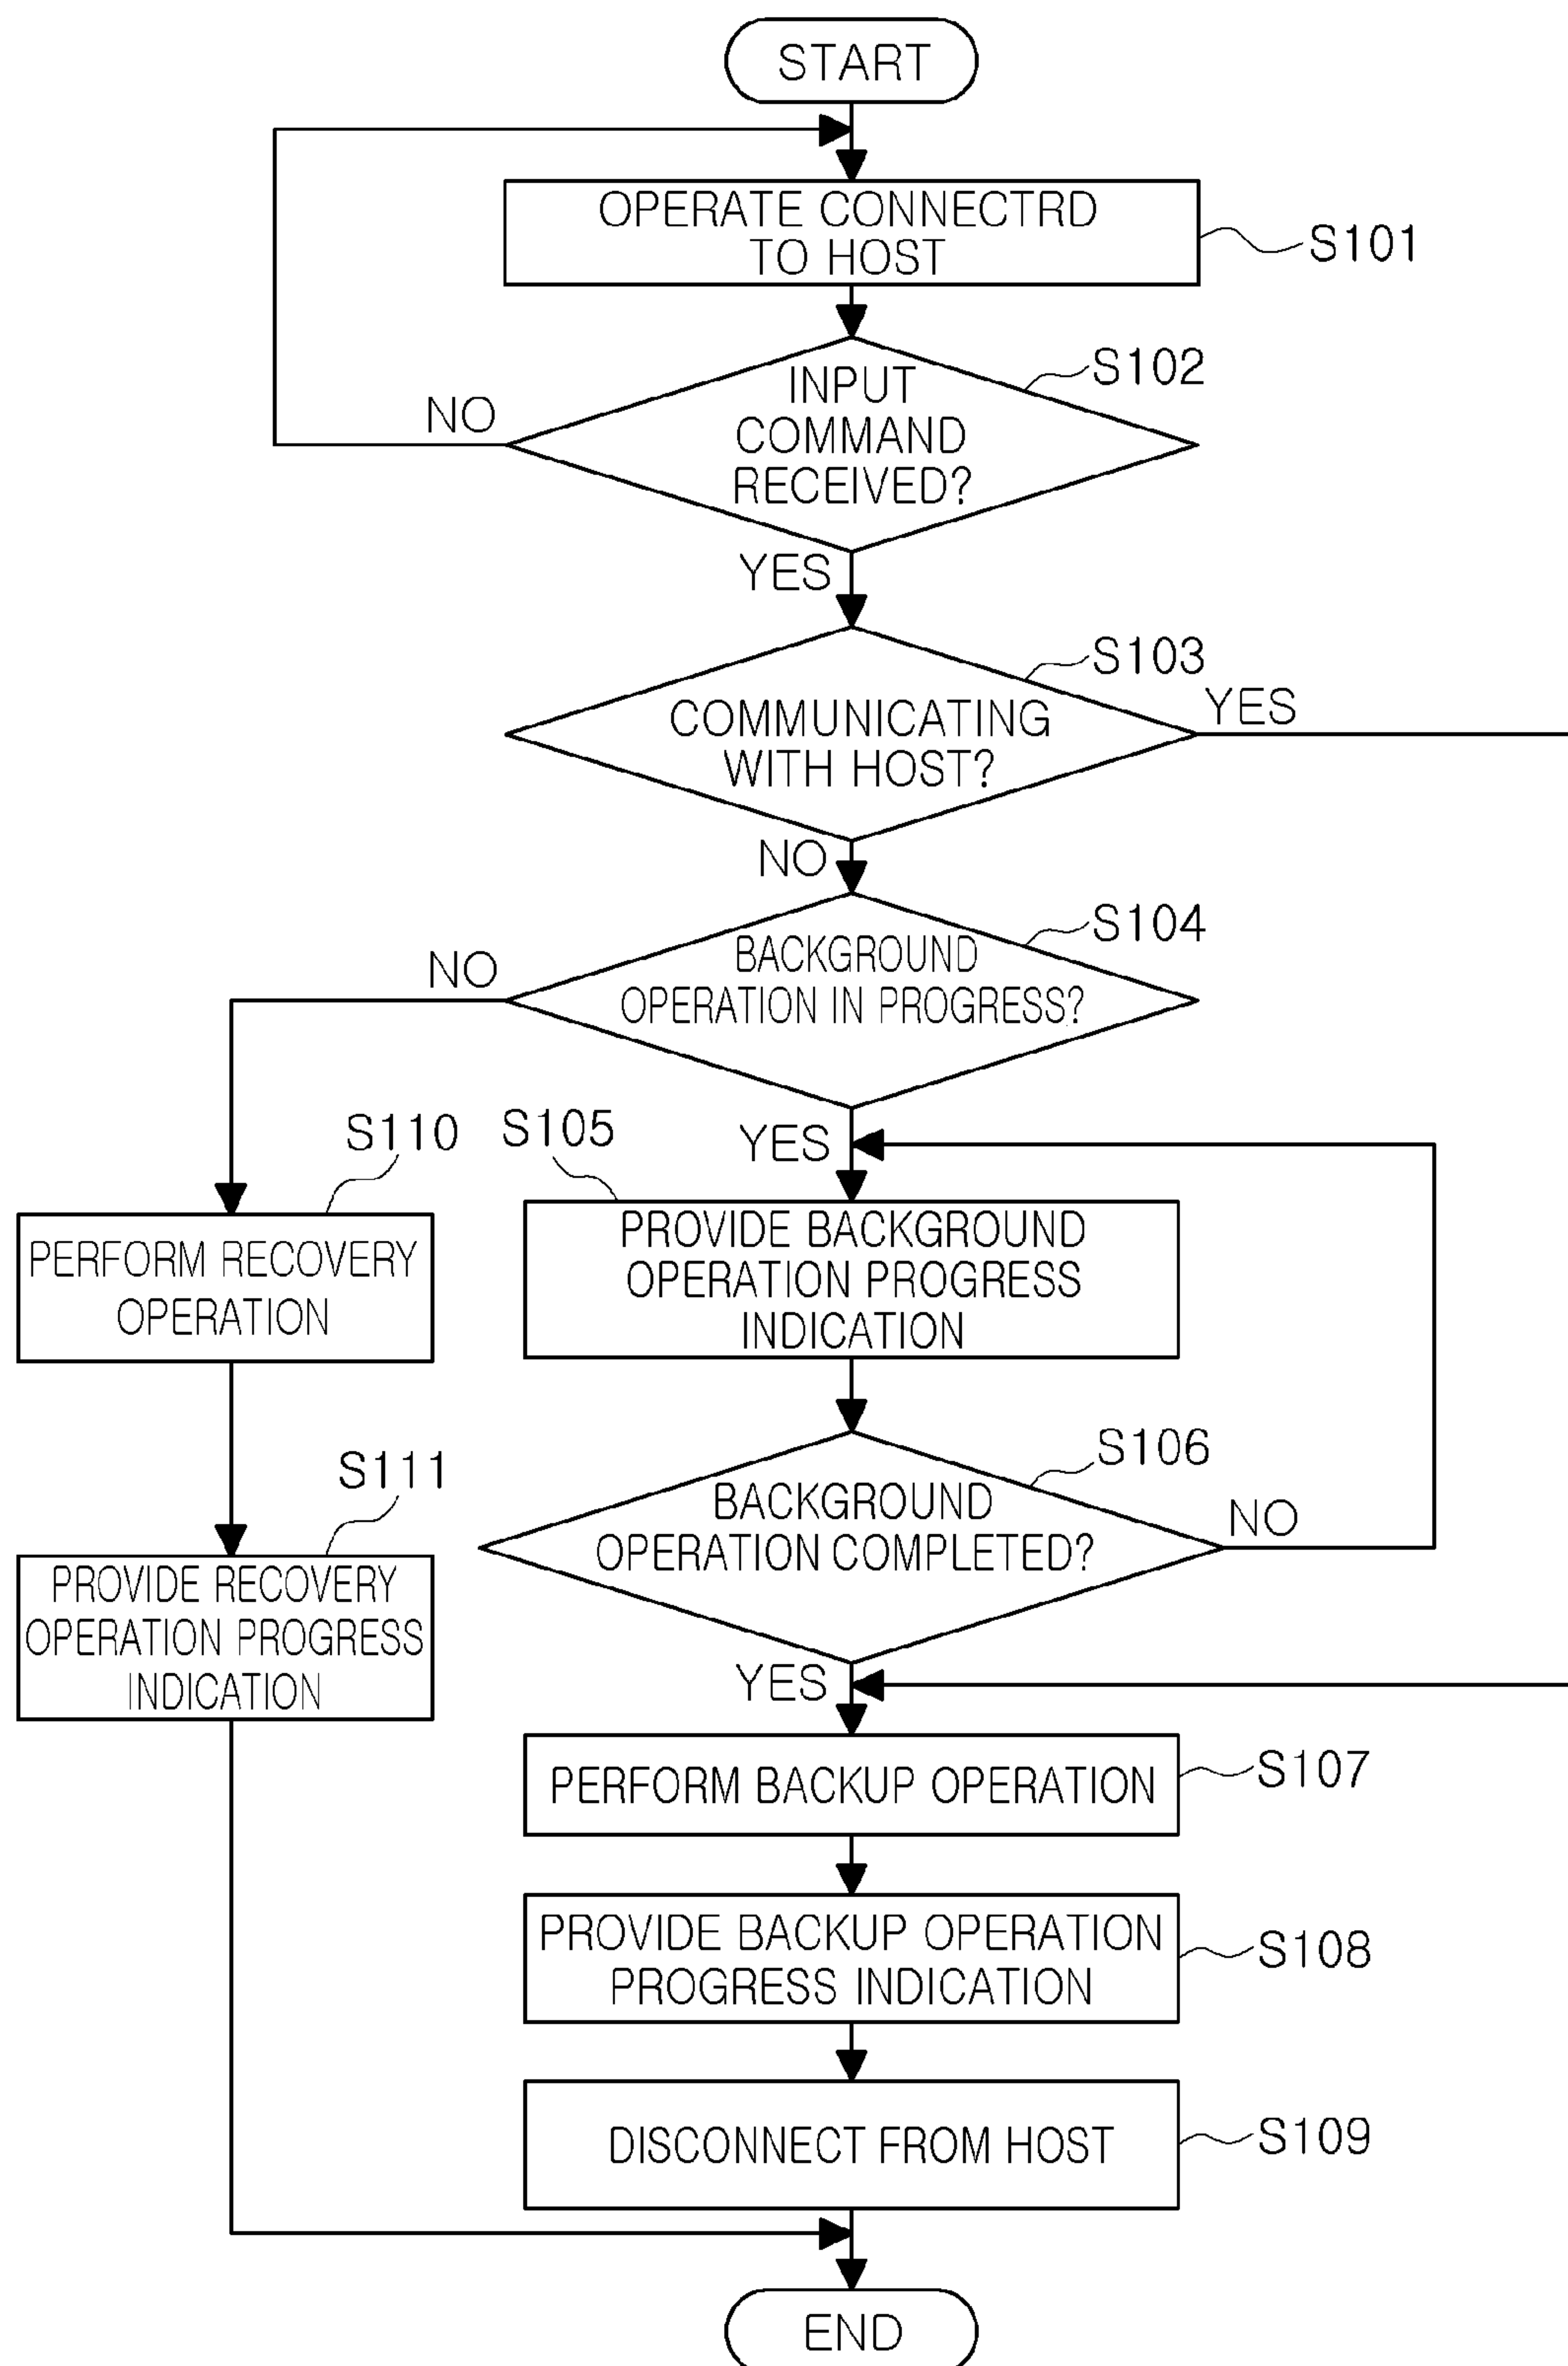 START
OPERATE CONNECTRD
TO HOST
S101
INPUT
COMMAND
RECEIVED?
S102
NO
YES
COMMUNICATING
WITH HOST?
S103
YES
NO
BACKGROUND
OPERATION IN PROGRESS?
S104
NO
YES
S110
PERFORM RECOVERY
OPERATION
S105
PROVIDE BACKGROUND
OPERATION PROGRESS
INDICATION
S111
PROVIDE RECOVERY
OPERATION PROGRESS
INDICATION
BACKGROUND
OPERATION COMPLETED?
S106
NO
YES
PERFORM BACKUP OPERATION
S107
PROVIDE BACKUP OPERATION
PROGRESS INDICATION
S108
DISCONNECT FROM HOST
S109
END